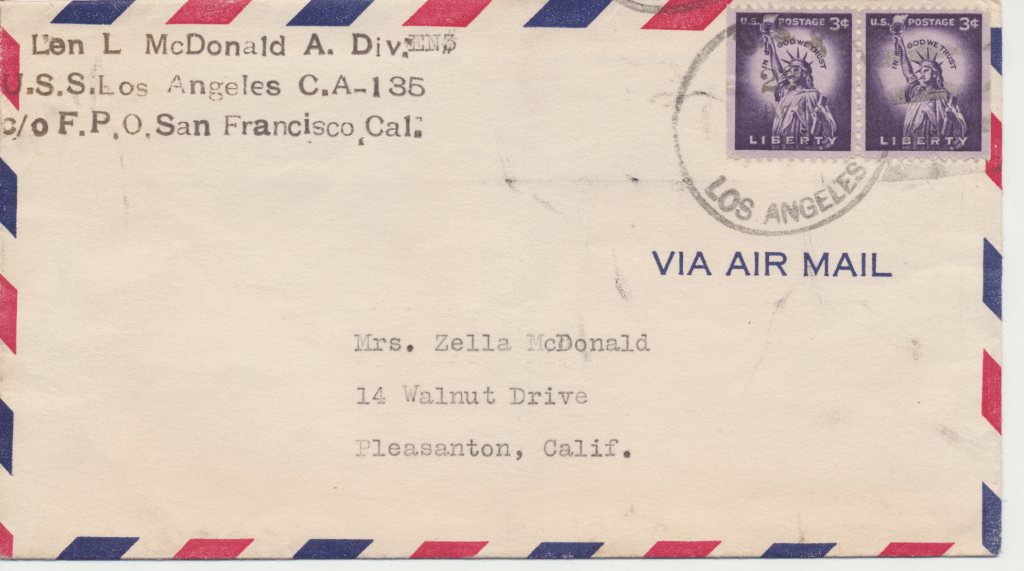 Len L McDonald A. Div. ENS
U.S.S. Los Angeles C.A-135
c/o F.P.O. San Francisco, Cal.
U.S. POSTAGE 3¢
IN GOD WE TRUST
LIBERTY
U.S. POSTAGE 3¢
IN GOD WE TRUST
LIBERTY
LOS ANGELES
VIA AIR MAIL
Mrs. Zella McDonald
14 Walnut Drive
Pleasanton, Calif.